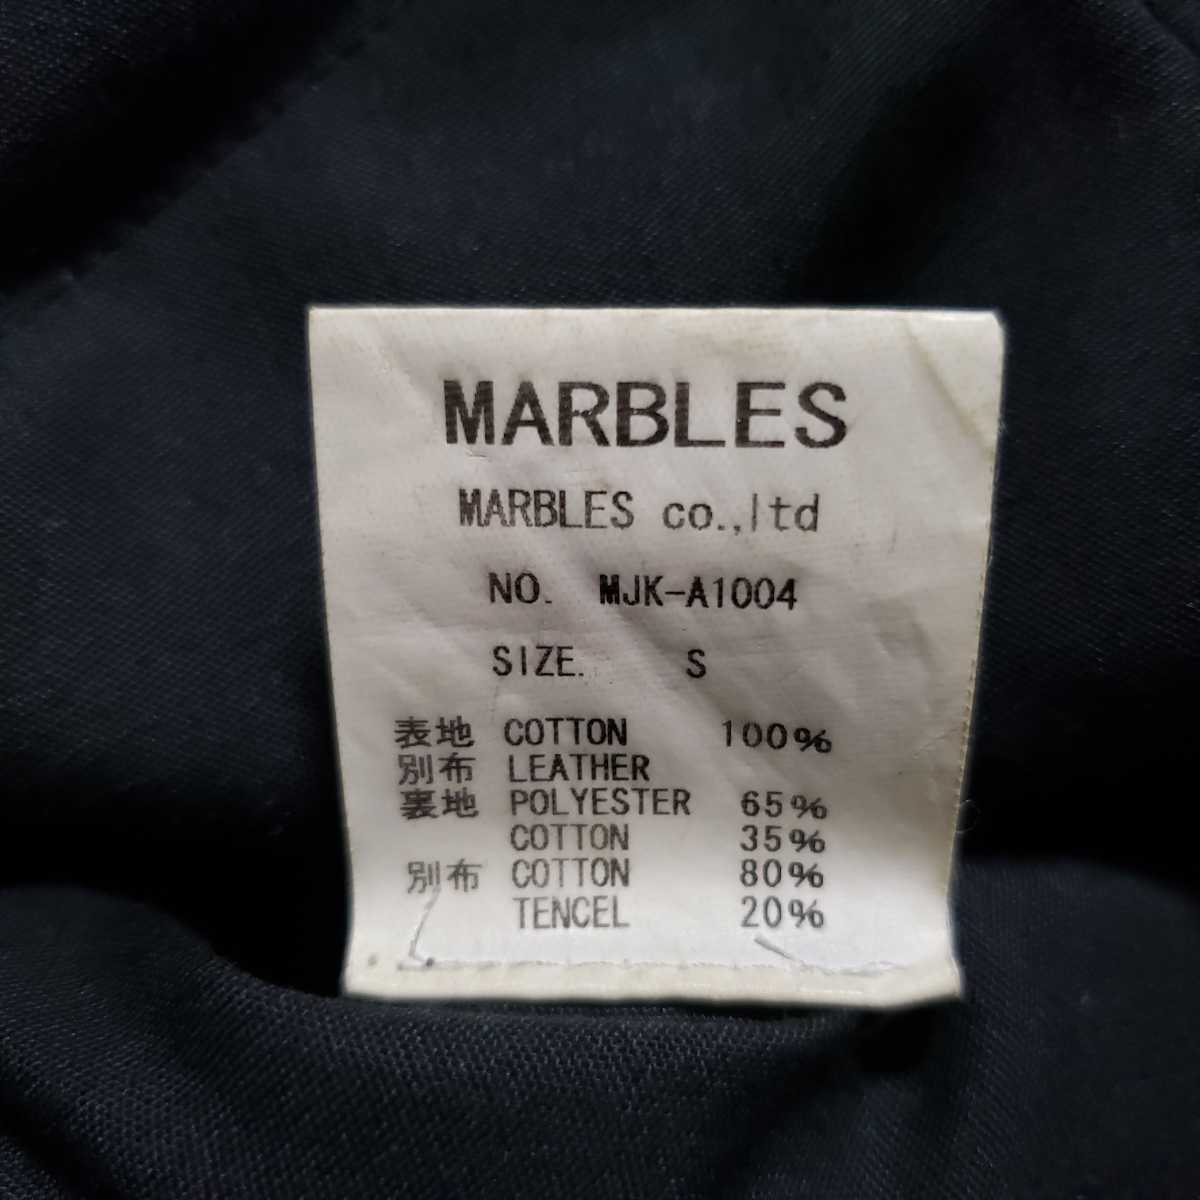 MARBLES
MARBLES co.,ltd
NO. MJK-A1004
SIZE. S
表地 COTTON 100%
別布 LEATHER
裏地 POLYESTER 65%
COTTON 35%
別布 COTTON 80%
TENCEL 20%